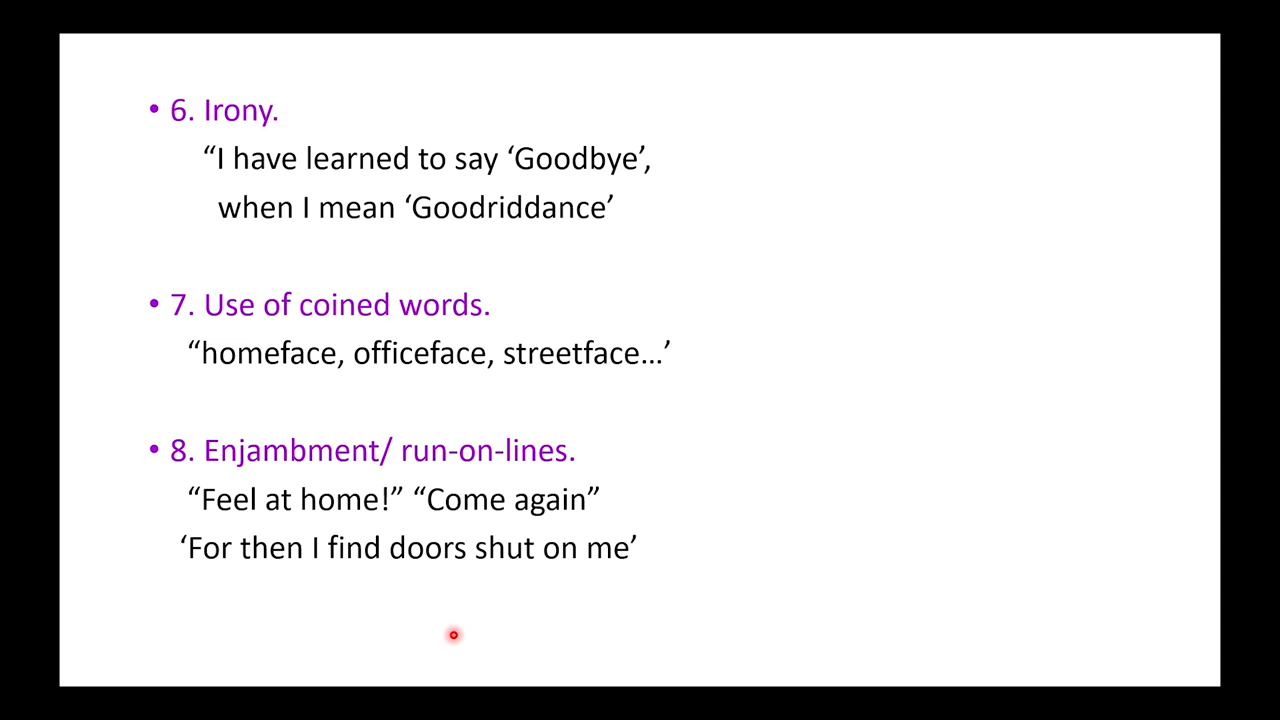 • 6. Irony.
“I have learned to say ‘Goodbye’,
when I mean ‘Goodriddance’
• 7. Use of coined words.
“homeface, officeface, streetface…’
• 8. Enjambment/ run-on-lines.
“Feel at home!” “Come again”
‘For then I find doors shut on me’